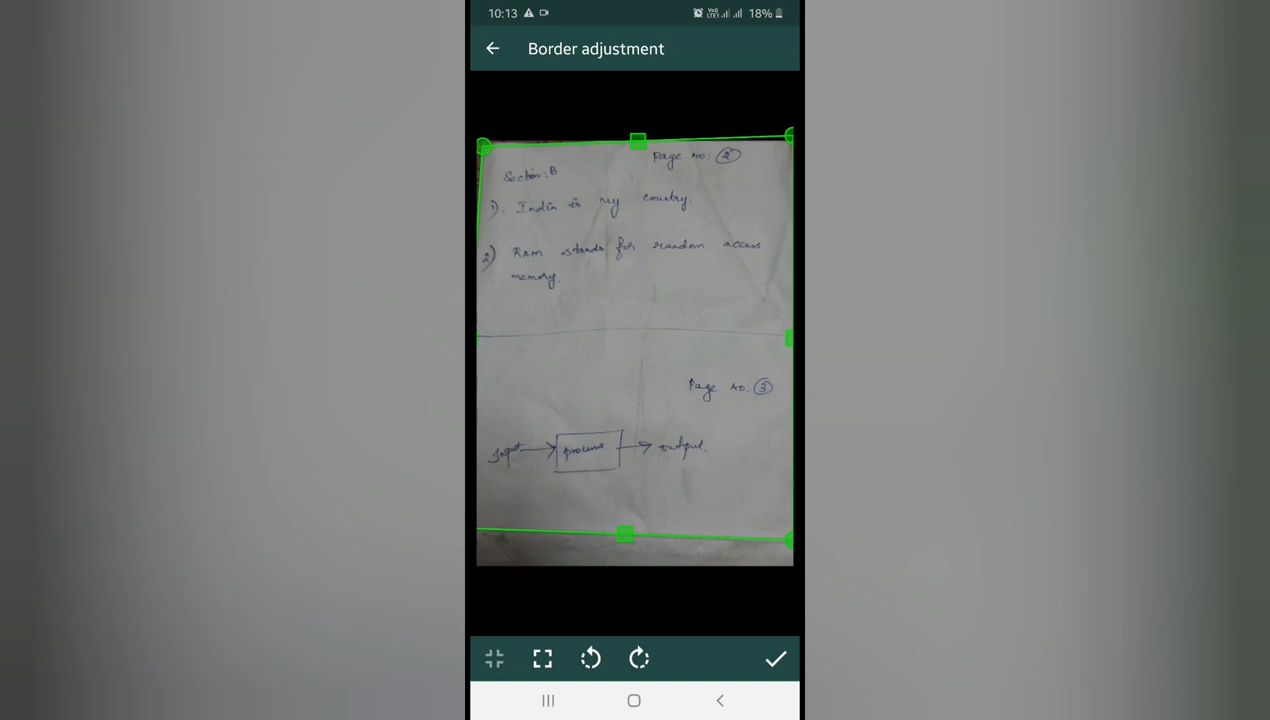 10:13 18%
Border adjustment
Page no: 2
Section: B
1). India is my country.
2) RAM stands for random access
memory.
Page no: 3
Input process output.